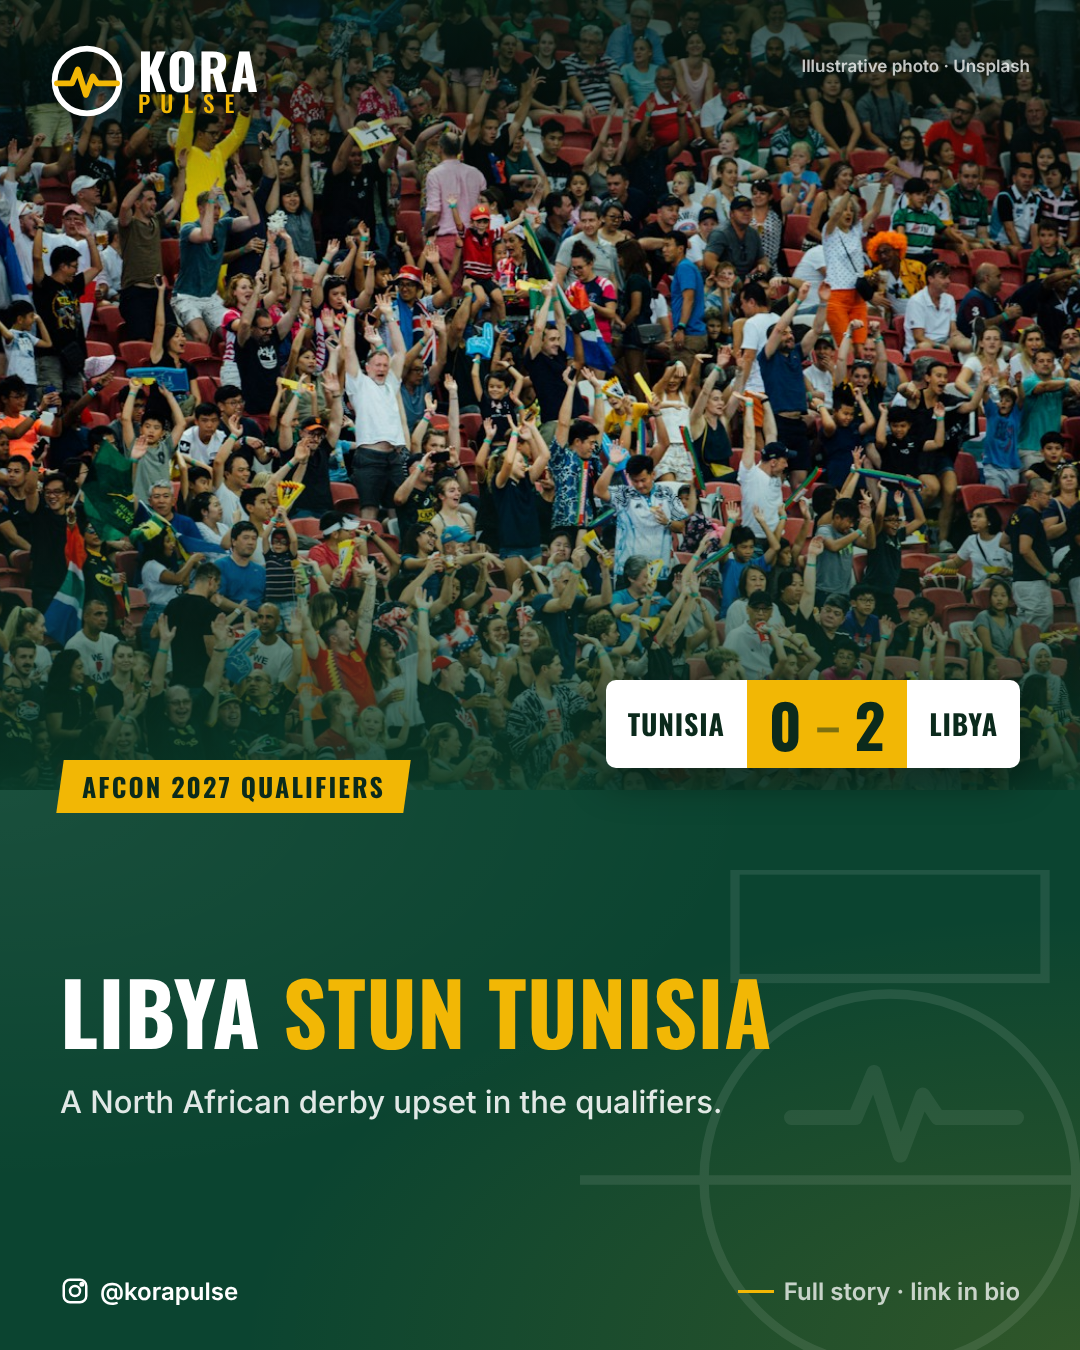 KORA
PULSE
Illustrative photo · Unsplash
TUNISIA 0 – 2 LIBYA
AFCON 2027 QUALIFIERS
LIBYA STUN TUNISIA
A North African derby upset in the qualifiers.
@korapulse
Full story · link in bio